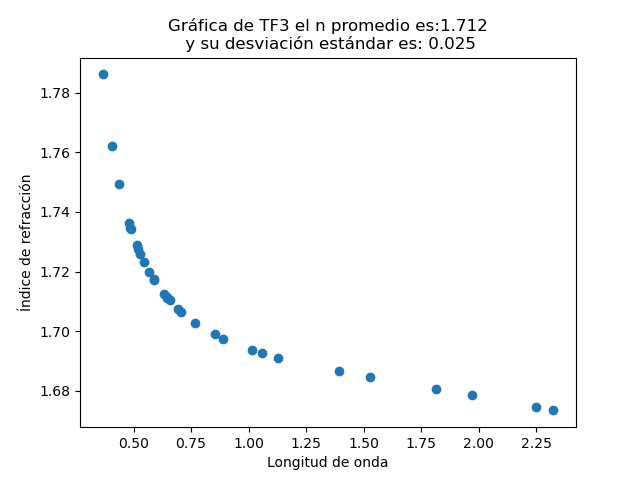 Gráfica de TF3 el n promedio es:1.712
y su desviación estándar es: 0.025
Índice de refracción
1.78
1.76
1.74
1.72
1.70
1.68
0.50 0.75 1.00 1.25 1.50 1.75 2.00 2.25
Longitud de onda